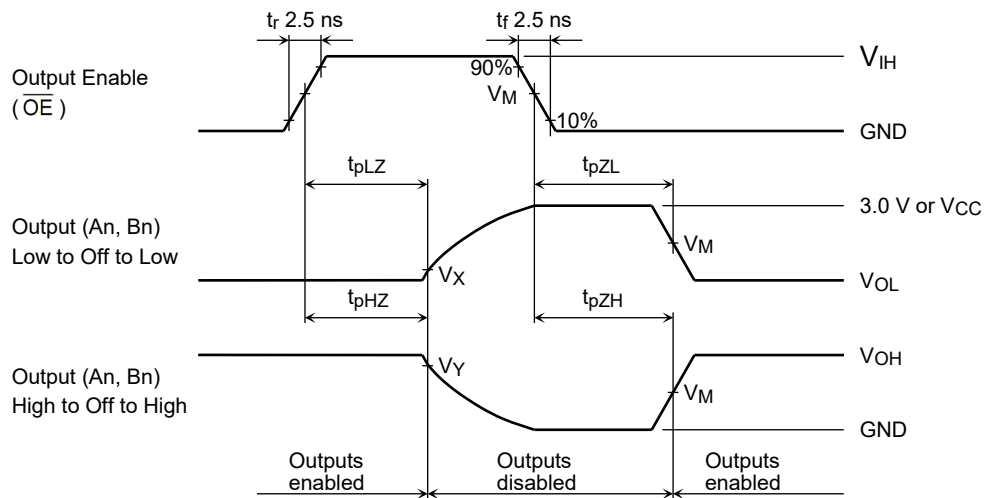 tr 2.5 ns
tf 2.5 ns
Output Enable
( OE )
90%
VM
10%
VIH
GND
tpLZ
tpZL
Output (An, Bn)
Low to Off to Low
3.0 V or VCC
VM
VX
VOL
tpHZ
tpZH
Output (An, Bn)
High to Off to High
VY
VOH
VM
GND
Outputs
enabled
Outputs
disabled
Outputs
enabled